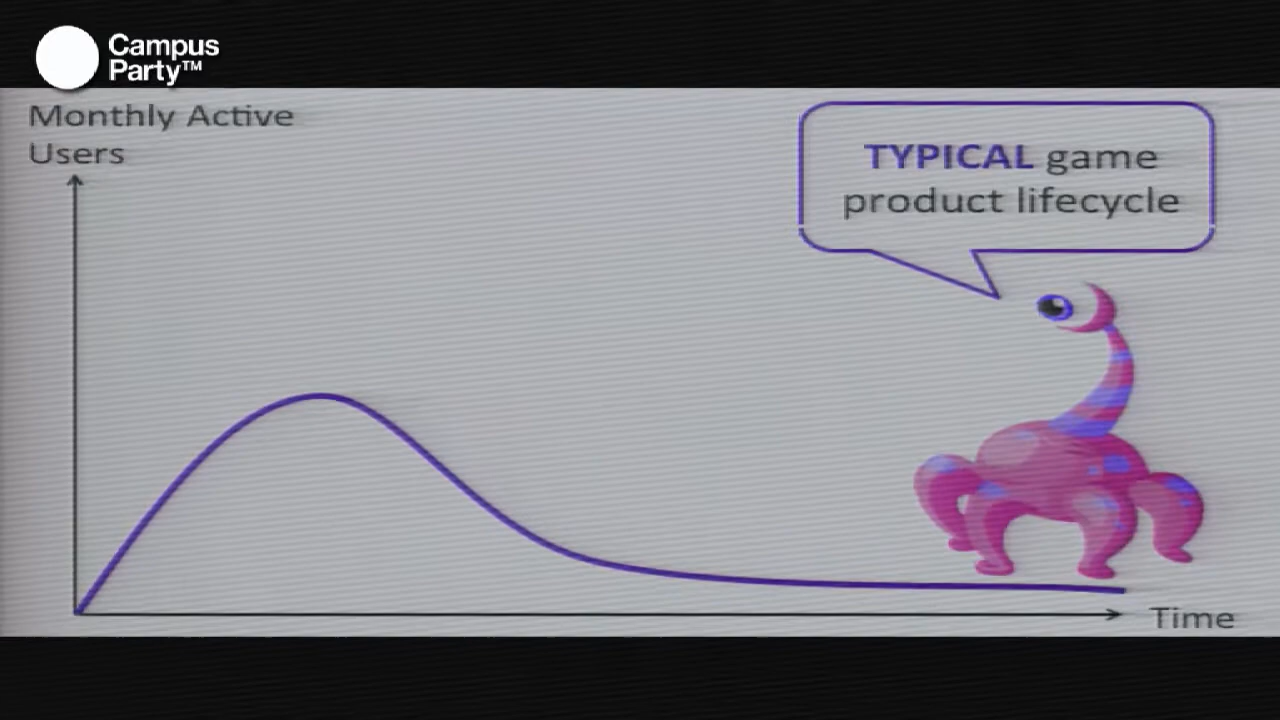 Campus
Party™
Monthly Active
Users
TYPICAL game
product lifecycle
Time